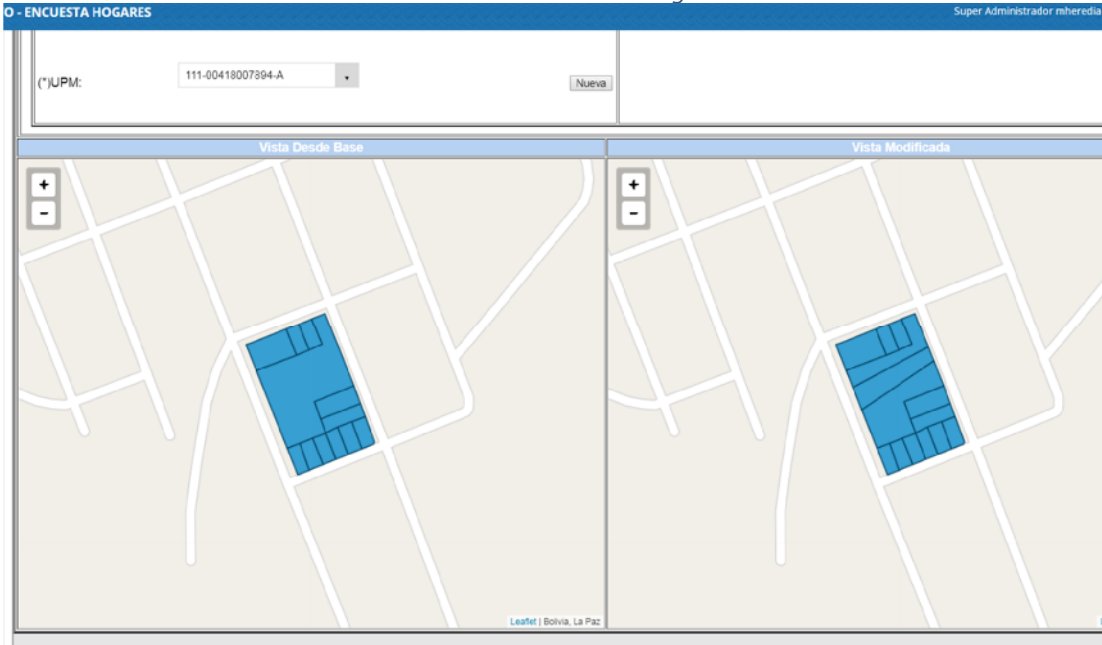 O - ENCUESTA HOGARES
Super Administrador mheredia
(*)UPM:
111-00418007894-A
Nueva
Vista Desde Base
Vista Modificada
+
-
+
-
Leaflet | Bolivia, La Paz